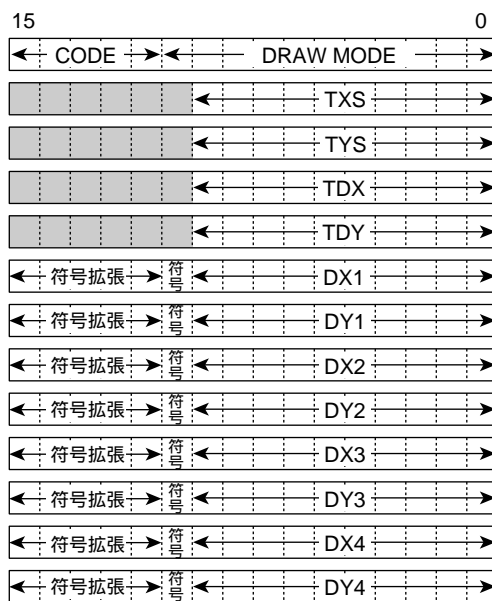 15 0
CODE DRAW MODE
TXS
TYS
TDX
TDY
符号拡張 符号 DX1
符号拡張 符号 DY1
符号拡張 符号 DX2
符号拡張 符号 DY2
符号拡張 符号 DX3
符号拡張 符号 DY3
符号拡張 符号 DX4
符号拡張 符号 DY4